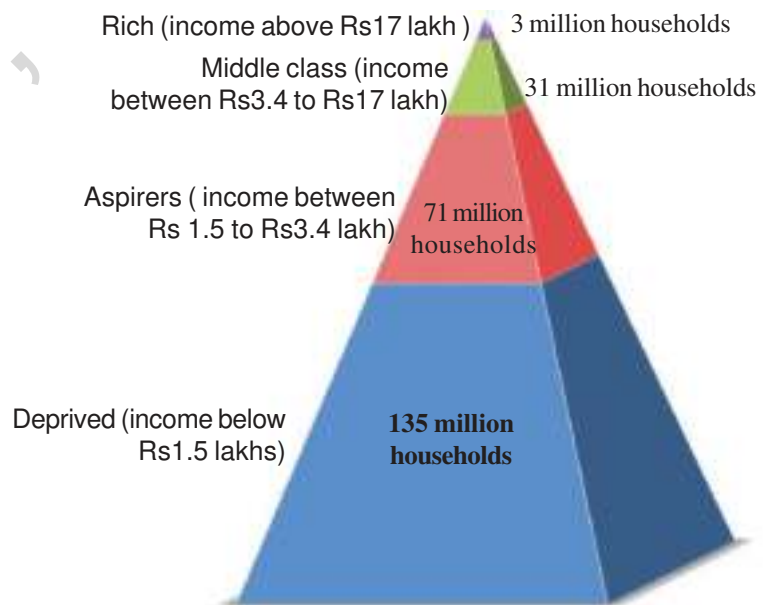 Rich (income above Rs17 lakh )
3 million households
Middle class (income
between Rs3.4 to Rs17 lakh)
31 million households
Aspirers ( income between
Rs 1.5 to Rs3.4 lakh)
71 million
households
Deprived (income below
Rs1.5 lakhs)
135 million
households